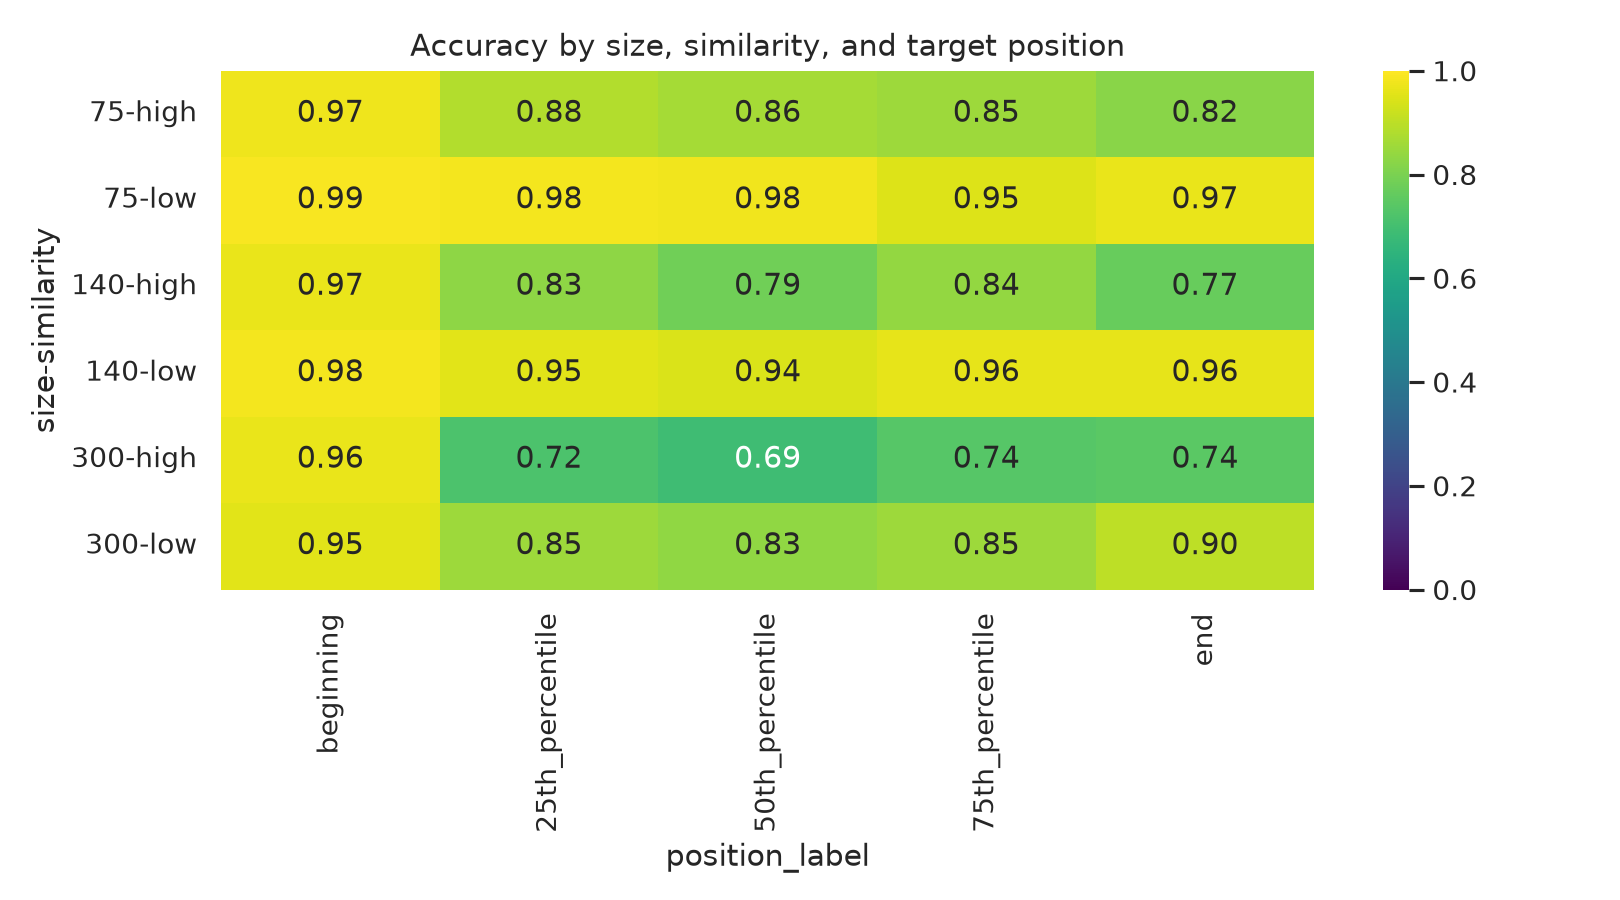 Accuracy by size, similarity, and target position
size-similarity
75-high 0.97 0.88 0.86 0.85 0.82
75-low 0.99 0.98 0.98 0.95 0.97
140-high 0.97 0.83 0.79 0.84 0.77
140-low 0.98 0.95 0.94 0.96 0.96
300-high 0.96 0.72 0.69 0.74 0.74
300-low 0.95 0.85 0.83 0.85 0.90
beginning 25th_percentile 50th_percentile 75th_percentile end
position_label
1.0
0.8
0.6
0.4
0.2
0.0